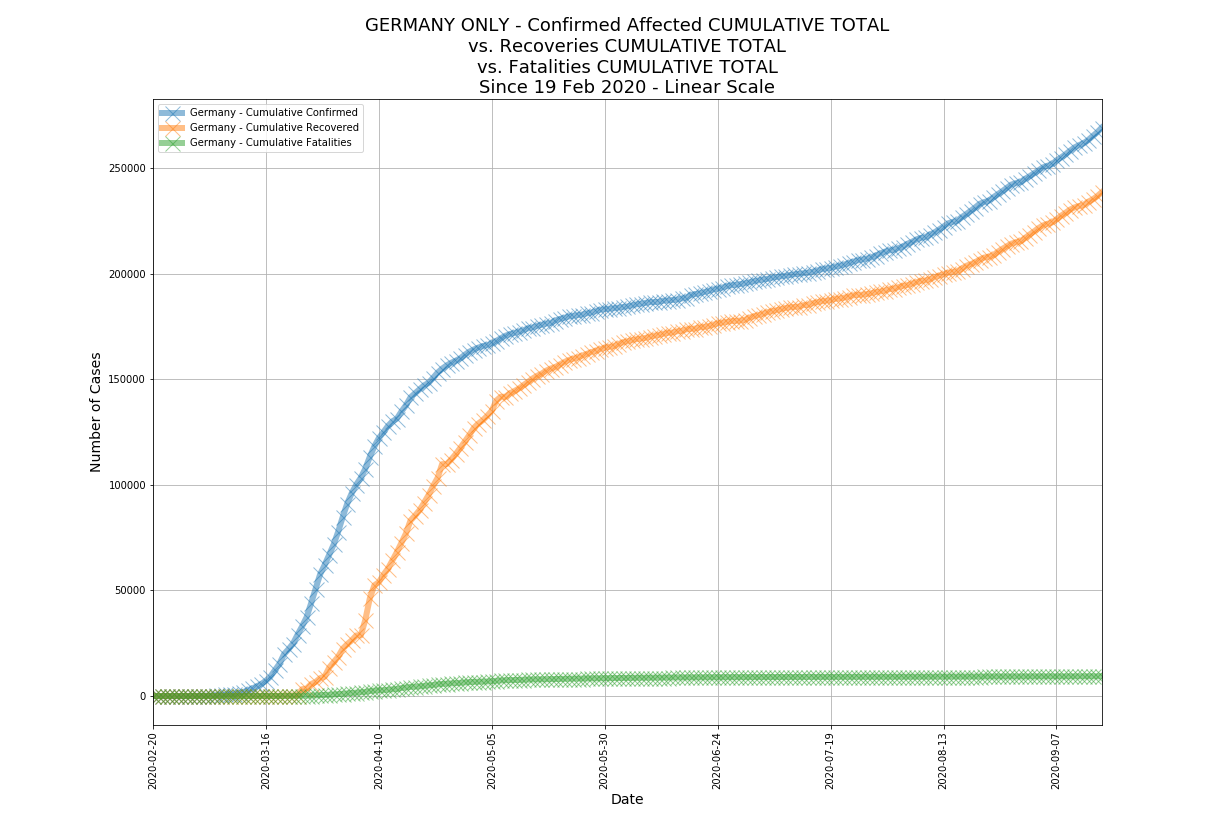 GERMANY ONLY - Confirmed Affected CUMULATIVE TOTAL
vs. Recoveries CUMULATIVE TOTAL
vs. Fatalities CUMULATIVE TOTAL
Since 19 Feb 2020 - Linear Scale
Germany - Cumulative Confirmed
Germany - Cumulative Recovered
Germany - Cumulative Fatalities
Number of Cases
250000
200000
150000
100000
50000
0
2020-02-20
2020-03-16
2020-04-10
2020-05-05
2020-05-30
2020-06-24
2020-07-19
2020-08-13
2020-09-07
Date